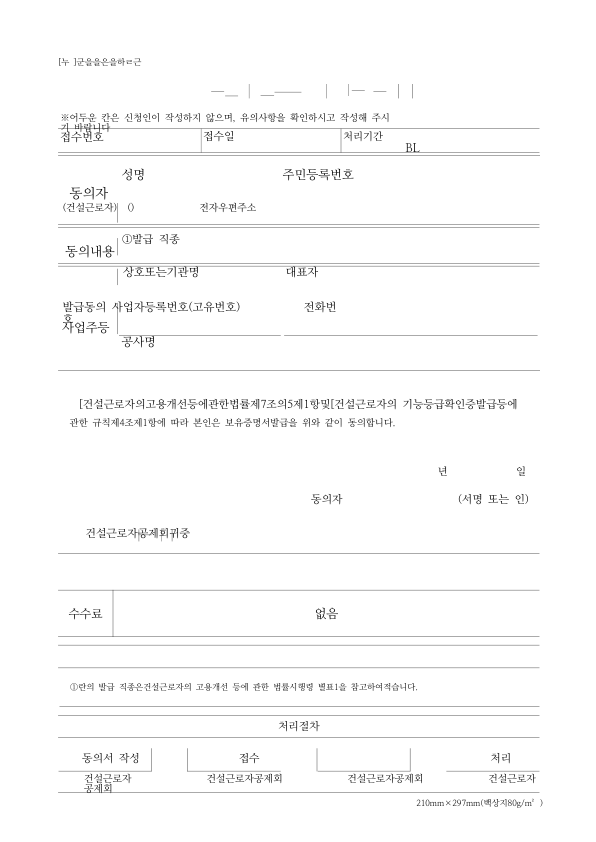 [누 ]군을을은을하ㄹ근
※어두운 칸은 신청인이 작성하지 않으며, 유의사항을 확인하시고 작성해 주시
기 바랍니다
접수번호 접수일 처리기간
BL
성명 주민등록번호
동의자
(건설근로자) () 전자우편주소
①발급 직종
동의내용
상호또는기관명 대표자
발급동의 사업자등록번호(고유번호) 전화번
호
사업주등
공사명
[건설근로자의고용개선등에관한법률제7조의5제1항및[건설근로자의 기능등급확인증발급등에
관한 규칙제4조제1항에 따라 본인은 보유증명서발급을 위와 같이 동의합니다.
년 일
동의자 (서명 또는 인)
건설근로자공제회귀중
수수료 없음
①란의 발급 직종은건설근로자의 고용개선 등에 관한 법률시행령 별표1을 참고하여적습니다.
처리절차
동의서 작성 접수 처리
건설근로자 건설근로자공제회 건설근로자공제회 건설근로자
공제회
210mm×297mm(백상지80g/㎡ )